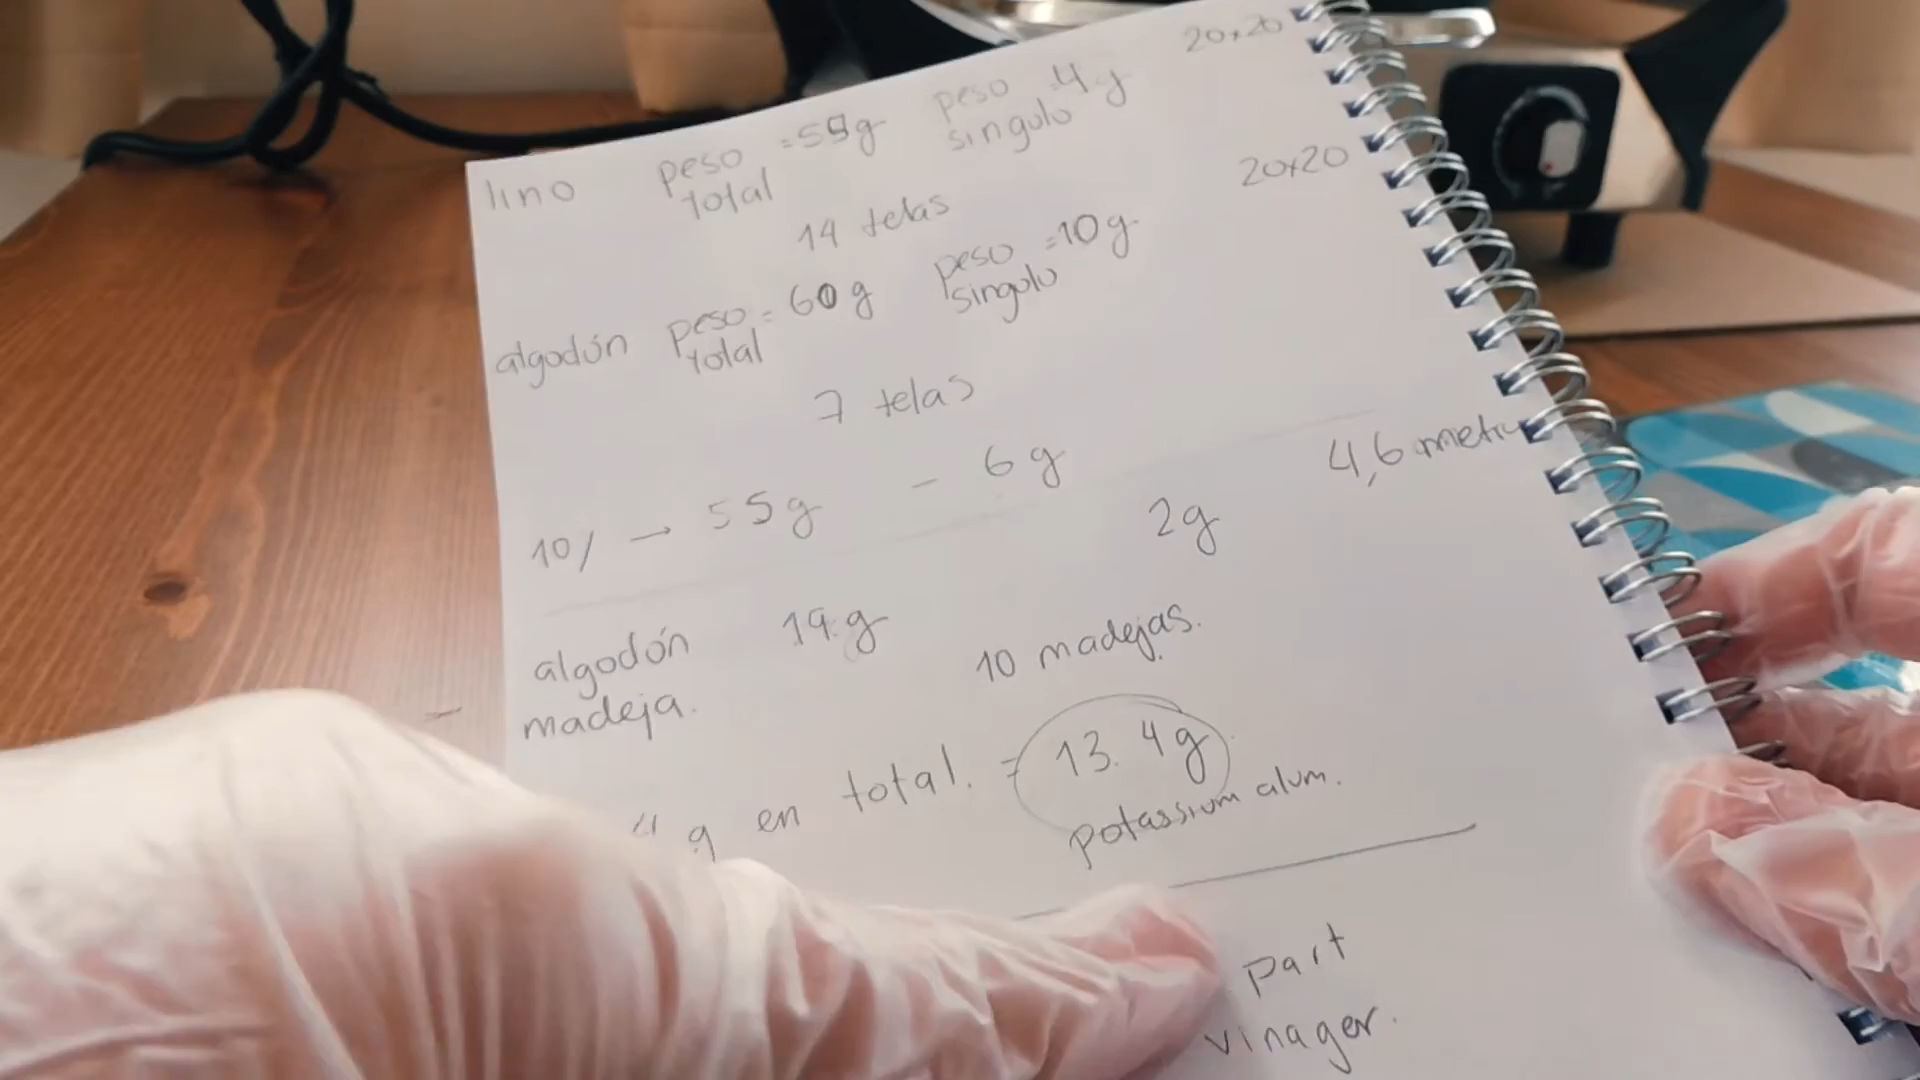 lino peso total = 55g peso singulo = 4g 20x20
14 telas
algodón peso total = 60g peso singulo = 10g 20x20
7 telas
10% → 55g - 6g
algodón madeja. 19.g 2g 4,6 metr
10 madejas.
g en total. = 13.4g
potassium alum.
part
vinager.